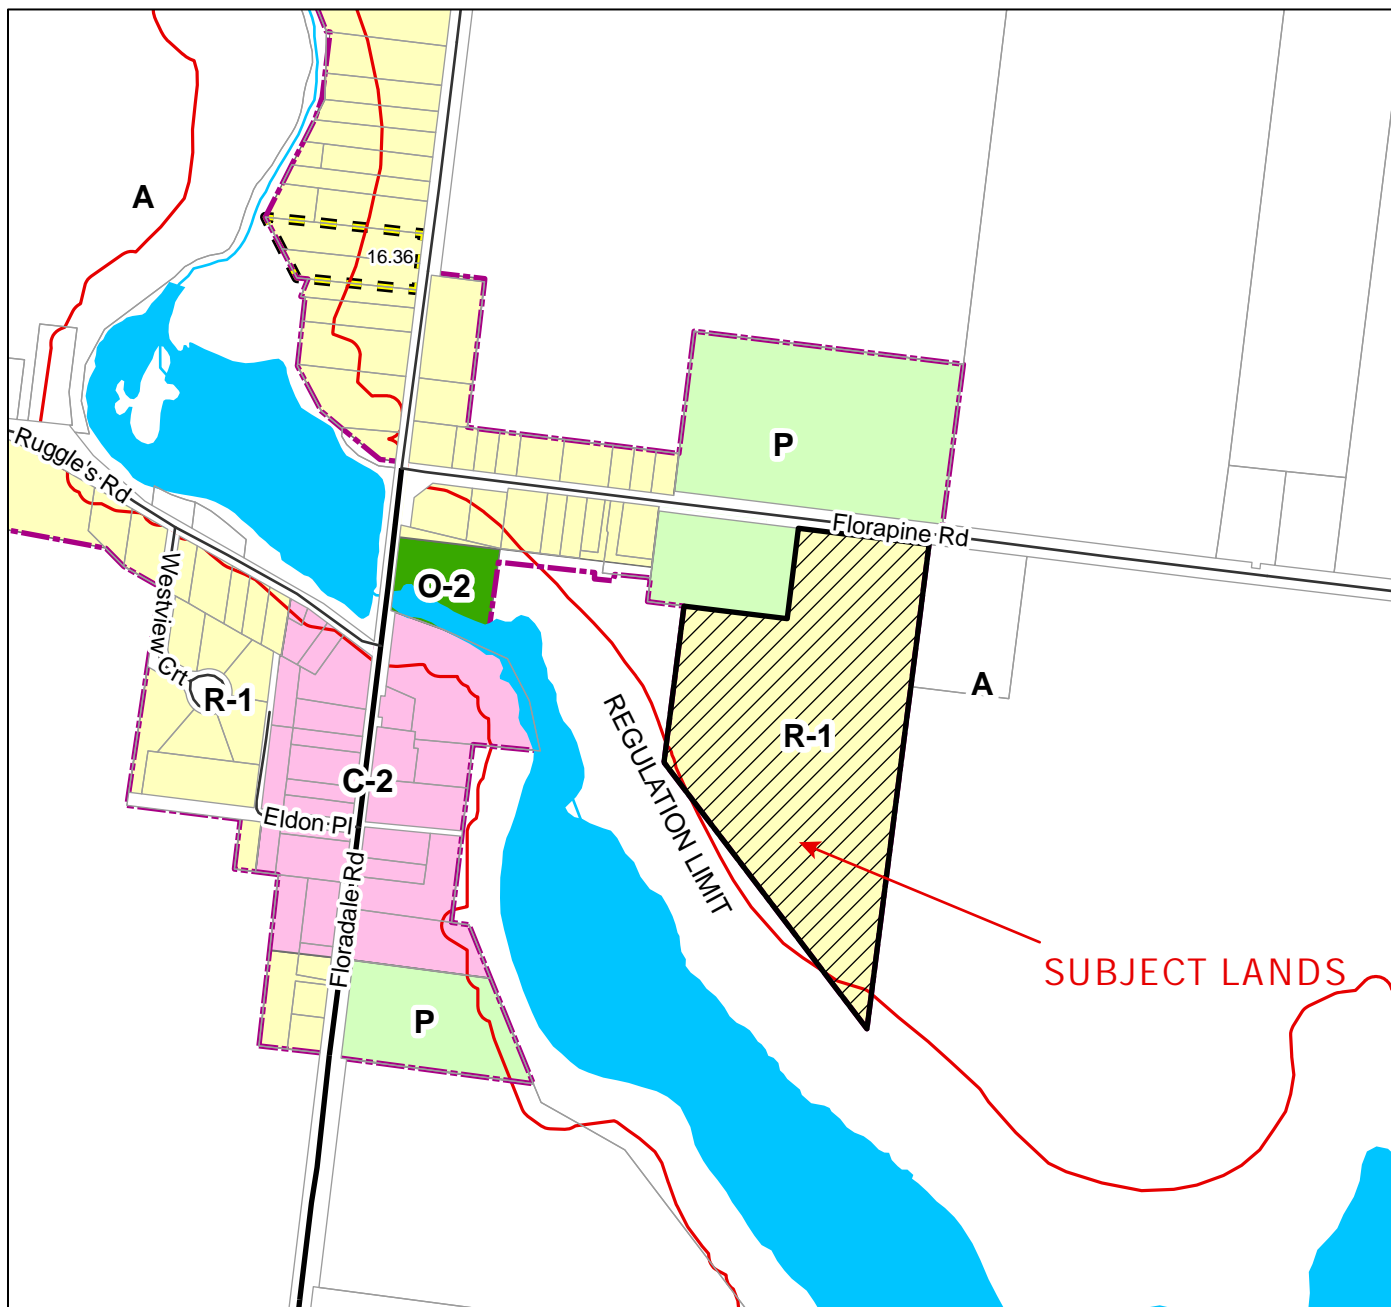 A
16.36
Ruggle's Rd
P
Florapine Rd
O-2
Westview Crt
R-1
A
REGULATION LIMIT
R-1
C-2
Eldon Pl
Floradale Rd
SUBJECT LANDS
P